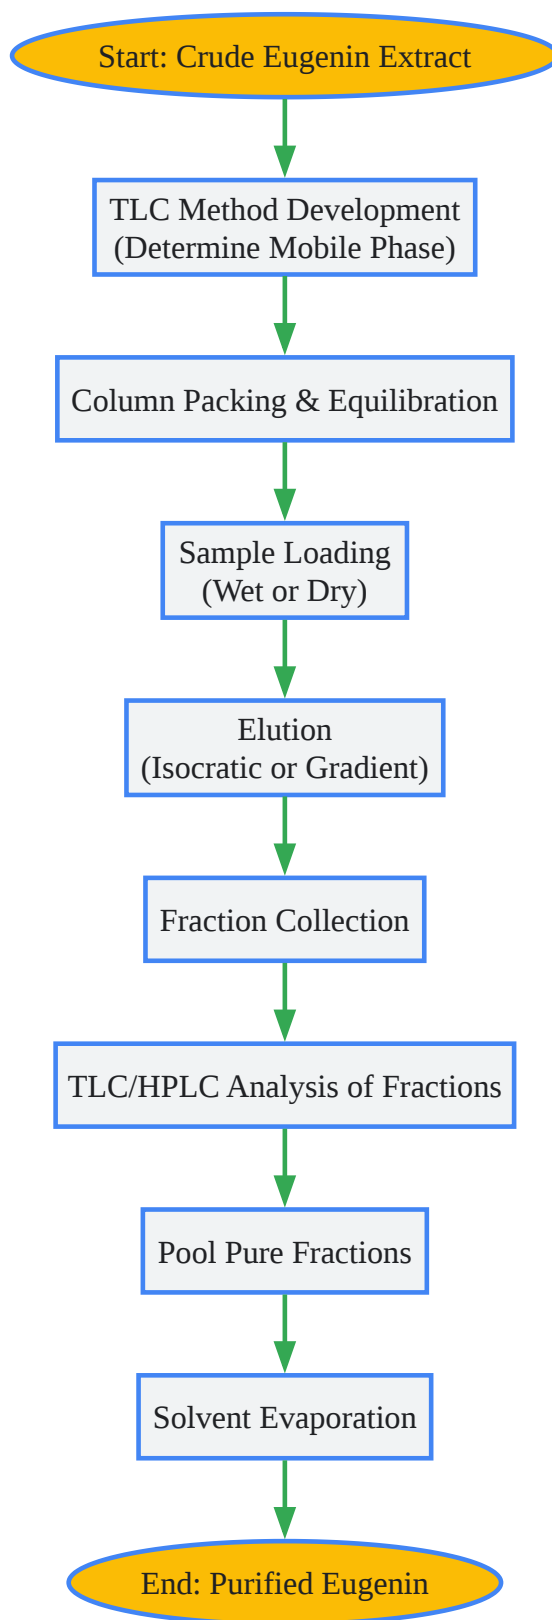 Start: Crude Eugenin Extract
TLC Method Development
(Determine Mobile Phase)
Column Packing & Equilibration
Sample Loading
(Wet or Dry)
Elution
(Isocratic or Gradient)
Fraction Collection
TLC/HPLC Analysis of Fractions
Pool Pure Fractions
Solvent Evaporation
End: Purified Eugenin